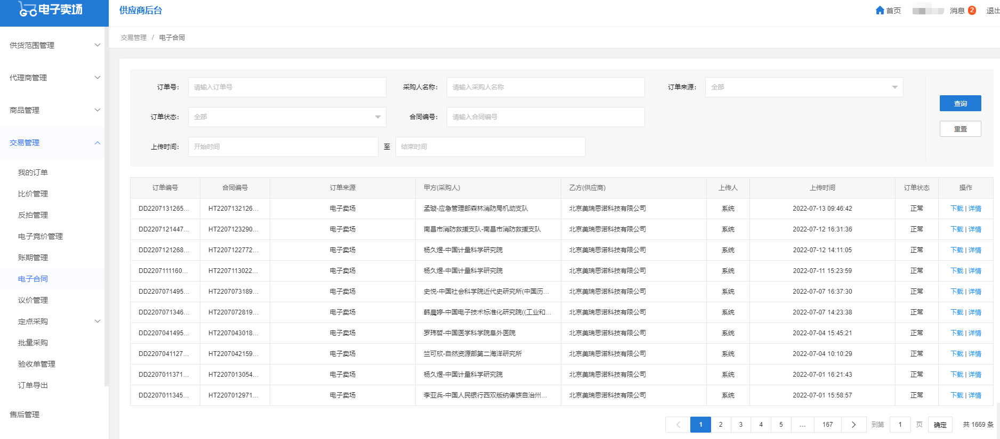 GC电子卖场
供应商后台
首页 消息 2 退出
交易管理 / 电子合同
供货范围管理
代理商管理
商品管理
交易管理
我的订单
比价管理
反拍管理
电子竞价管理
账期管理
电子合同
议价管理
定点采购
批量采购
验收单管理
订单导出
售后管理
订单号: 请输入订单号 采购人名称: 请输入采购人名称 订单来源: 全部
订单状态: 全部 合同编号: 请输入合同编号
上传时间: 开始时间 至 结束时间
查询
重置
订单编号 合同编号 订单来源 甲方(采购人) 乙方(供应商) 上传人 上传时间 订单状态 操作
DD2207131265... HT2207132126... 电子卖场 孟璇-应急管理部森林消防局机动支队 北京美瑞思诺科技有限公司 系统 2022-07-13 09:46:42 正常 下载 | 详情
DD2207121447... HT2207123290... 电子卖场 南昌市消防救援支队-南昌市消防救援支队 北京美瑞思诺科技有限公司 系统 2022-07-12 16:31:36 正常 下载 | 详情
DD2207121268... HT2207122772... 电子卖场 杨久煜-中国计量科学研究院 北京美瑞思诺科技有限公司 系统 2022-07-12 14:11:05 正常 下载 | 详情
DD2207111160... HT2207113022... 电子卖场 杨久煜-中国计量科学研究院 北京美瑞思诺科技有限公司 系统 2022-07-11 15:23:59 正常 下载 | 详情
DD2207071495... HT2207073189... 电子卖场 史悦-中国社会科学院近代史研究所(中国历... 北京美瑞思诺科技有限公司 系统 2022-07-07 16:37:30 正常 下载 | 详情
DD2207071346... HT2207072819... 电子卖场 韩晨婷-中国电子技术标准化研究院((工业和... 北京美瑞思诺科技有限公司 系统 2022-07-07 14:23:38 正常 下载 | 详情
DD2207041495... HT2207043018... 电子卖场 罗玮哲-中国医学科学院阜外医院 北京美瑞思诺科技有限公司 系统 2022-07-04 15:45:21 正常 下载 | 详情
DD2207041127... HT2207042159... 电子卖场 竺可欣-自然资源部第二海洋研究所 北京美瑞思诺科技有限公司 系统 2022-07-04 10:10:29 正常 下载 | 详情
DD2207011371... HT2207013054... 电子卖场 杨久煜-中国计量科学研究院 北京美瑞思诺科技有限公司 系统 2022-07-01 16:21:43 正常 下载 | 详情
DD2207011345... HT2207012971... 电子卖场 李亚兵-中国人民银行西双版纳傣族自治州... 北京美瑞思诺科技有限公司 系统 2022-07-01 15:58:57 正常 下载 | 详情
1 2 3 4 5 ... 167 到第 1 页 确定 共 1669 条